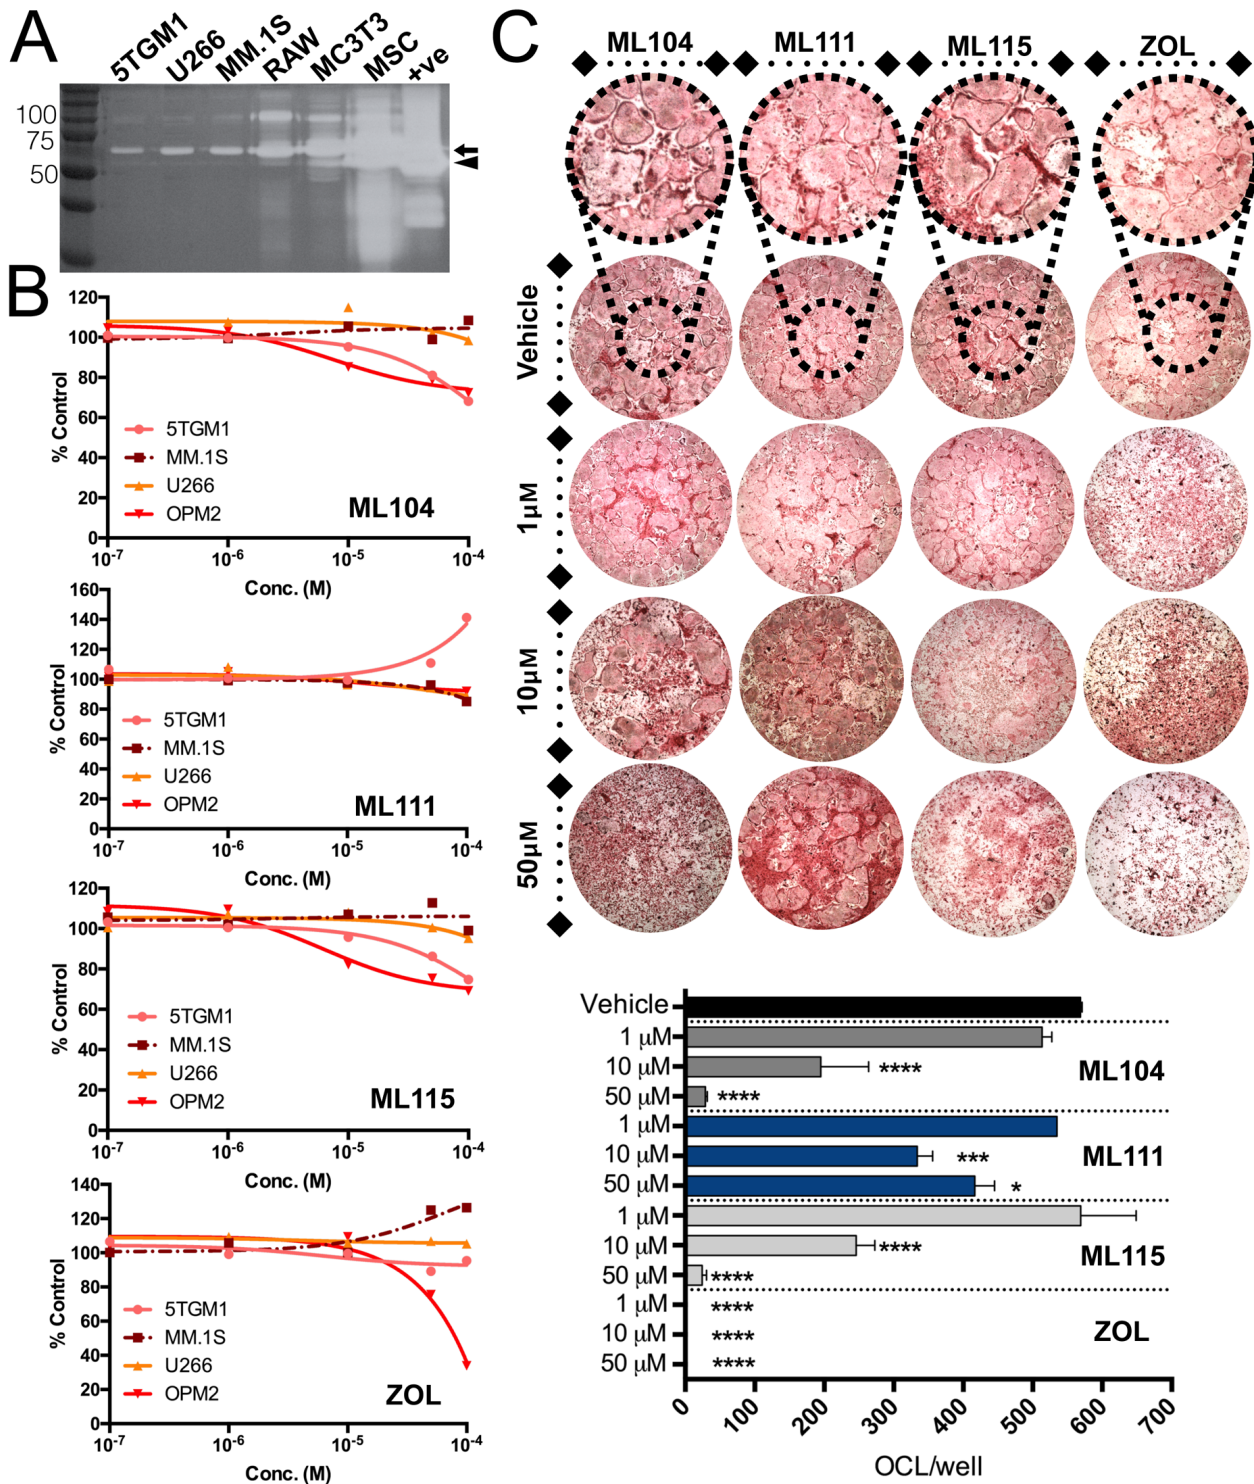 A
5TGM1
U266
MM.1S
RAW
MC3T3
MSC
+ve
100
75
50
B
120
100
80
60
40
20
0
% Control
5TGM1
MM.1S
U266
OPM2
ML104
10-7
10-6
10-5
10-4
Conc. (M)
160
140
120
100
80
60
40
20
0
% Control
5TGM1
MM.1S
U266
OPM2
ML111
10-7
10-6
10-5
10-4
Conc. (M)
120
100
80
60
40
20
0
% Control
5TGM1
MM.1S
U266
OPM2
ML115
10-7
10-6
10-5
10-4
Conc. (M)
140
120
100
80
60
40
20
0
% Control
5TGM1
MM.1S
U266
OPM2
ZOL
10-7
10-6
10-5
10-4
Conc. (M)
C
ML104
ML111
ML115
ZOL
Vehicle
1µM
10µM
50µM
Vehicle
1 µM
10 µM ****
50 µM ****
ML104
1 µM
10 µM ***
50 µM *
ML111
1 µM
10 µM ****
50 µM ****
ML115
1 µM ****
10 µM ****
50 µM ****
ZOL
0
100
200
300
400
500
600
700
OCL/well